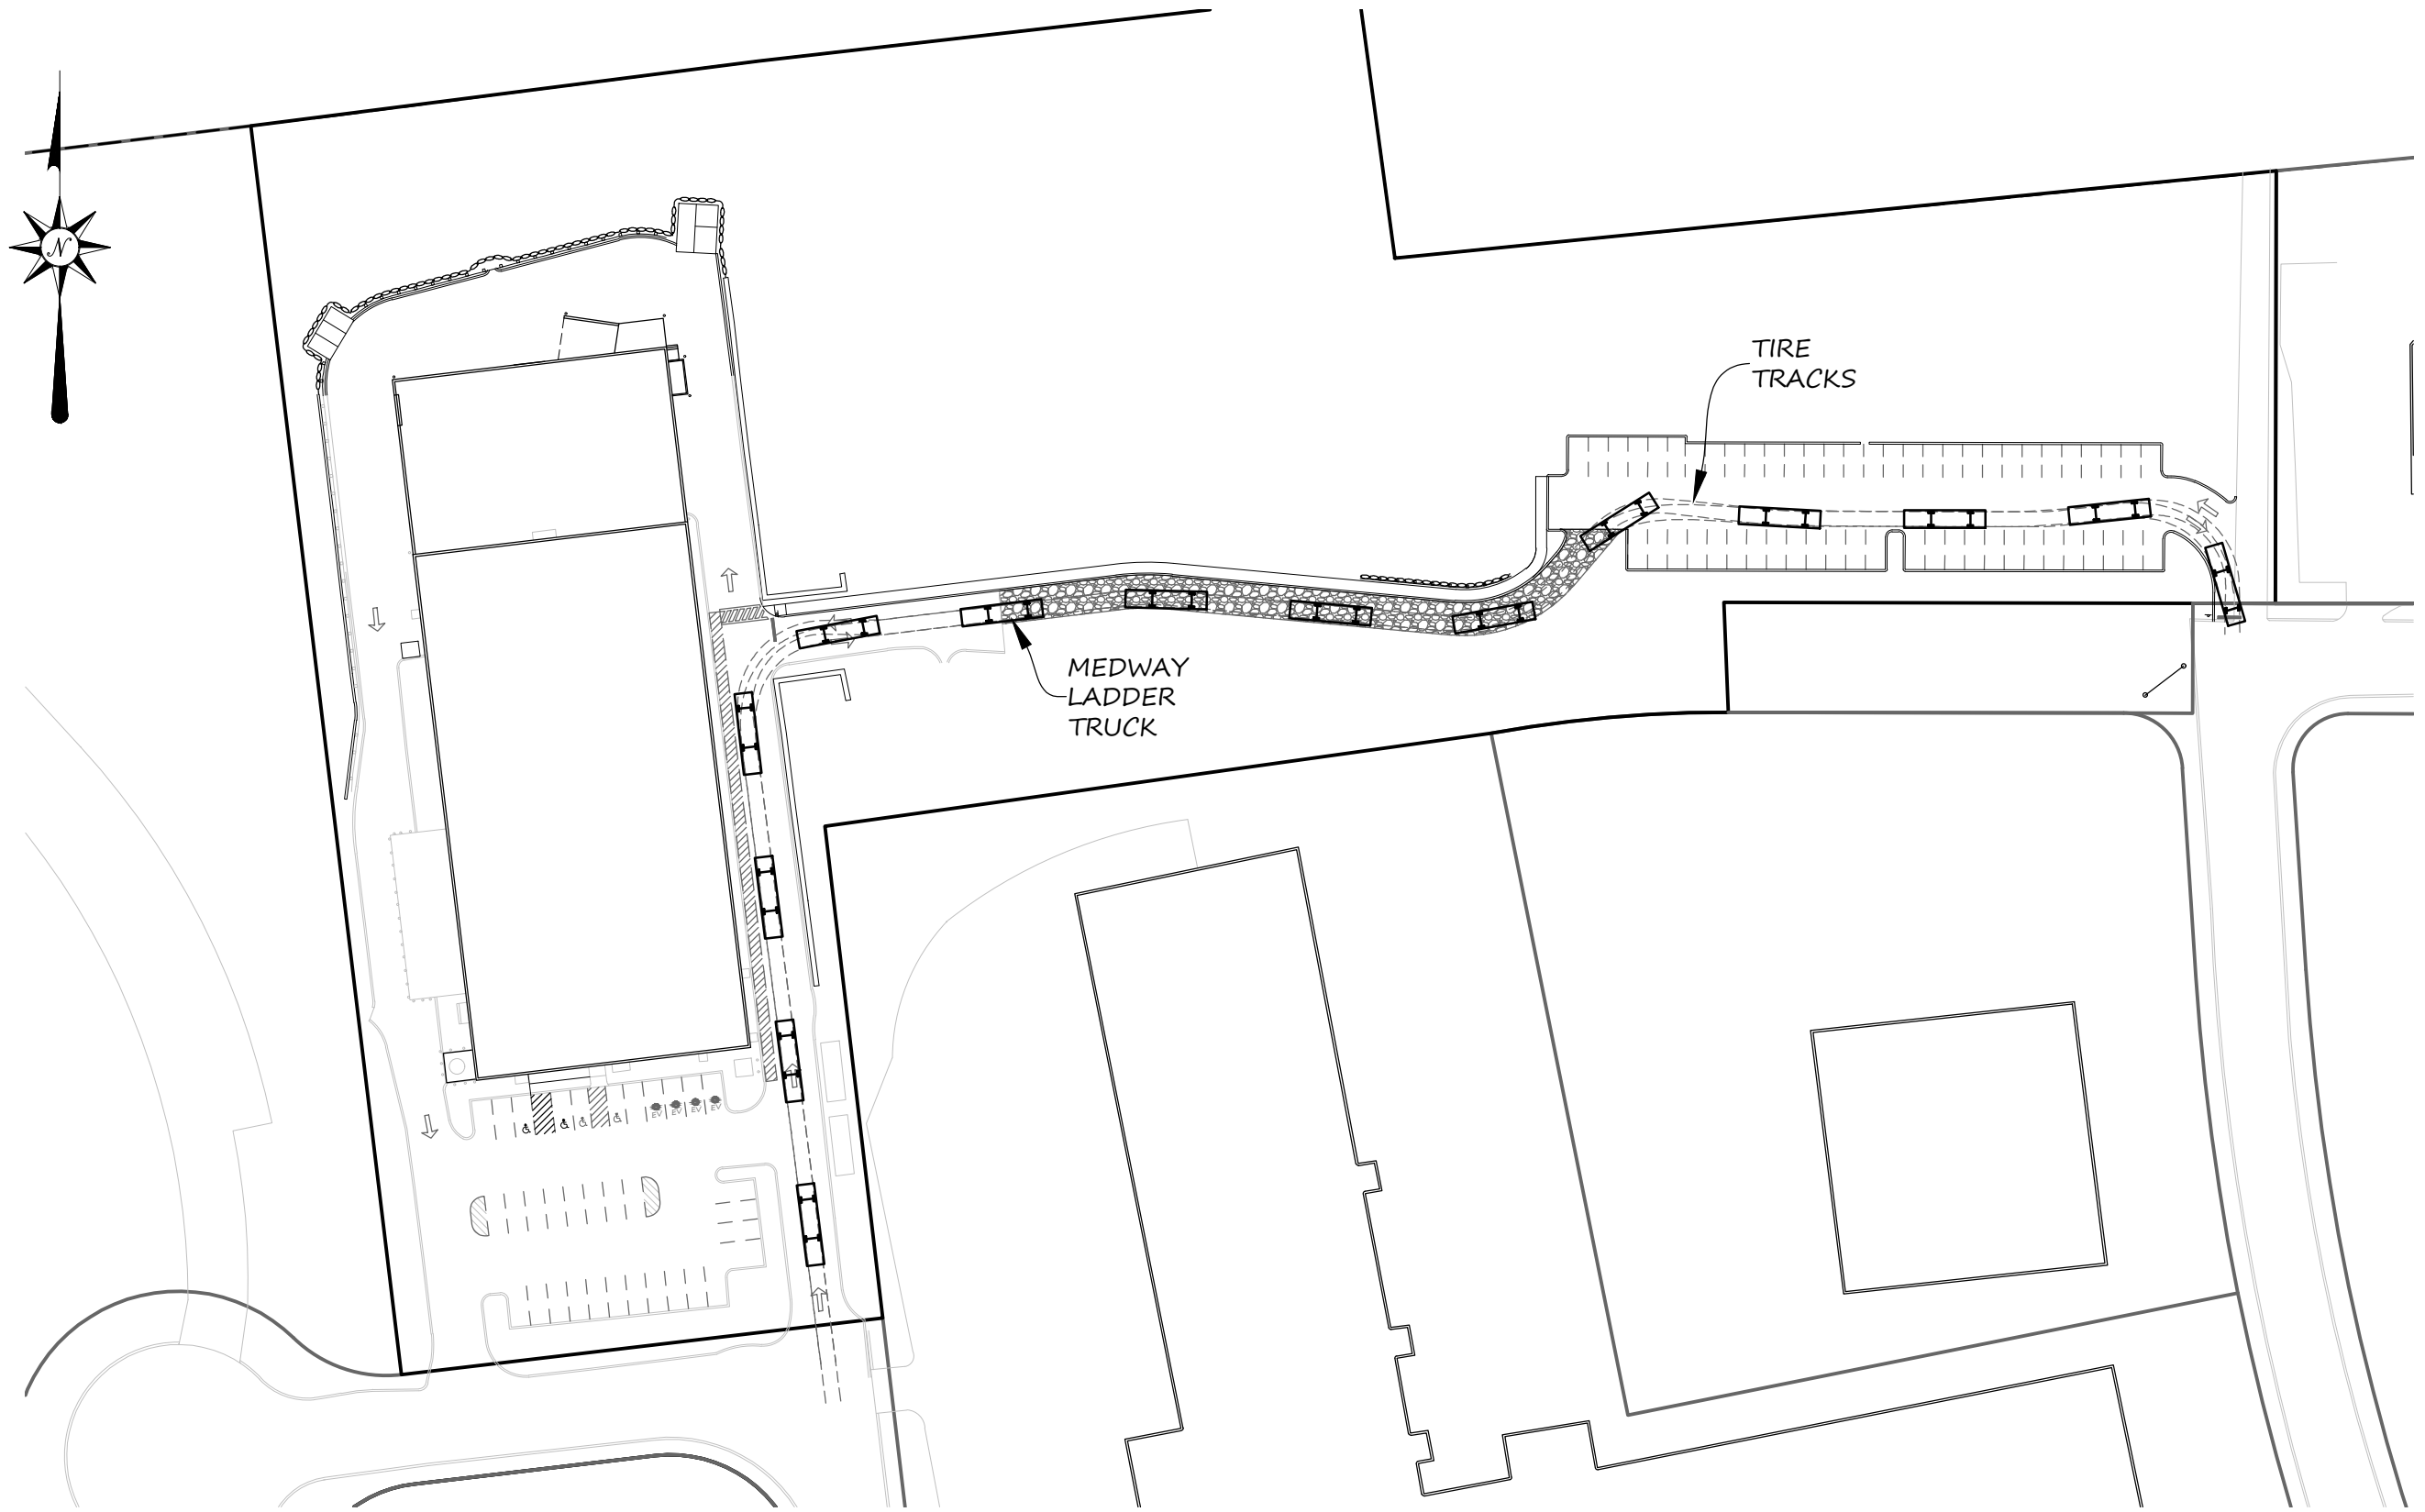 N
TIRE
TRACKS
MEDWAY
LADDER
TRUCK
EV
EV
EV
EV